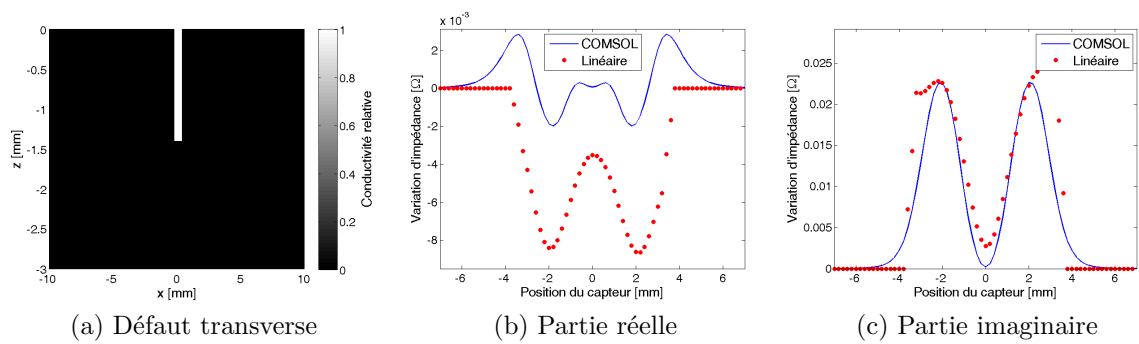 0
-0.5
-1
-1.5
-2
-2.5
-3
z [mm]
-10
-5
0
5
10
x [mm]
1
0.8
0.6
0.4
0.2
0
Conductivité relative
(a) Défaut transverse
x 10⁻³
2
0
-2
-4
-6
-8
Variation d'impédance [Ω]
COMSOL
Linéaire
-6
-4
-2
0
2
4
6
Position du capteur [mm]
(b) Partie réelle
0.025
0.02
0.015
0.01
0.005
0
Variation d'impédance [Ω]
COMSOL
Linéaire
-6
-4
-2
0
2
4
6
Position du capteur [mm]
(c) Partie imaginaire